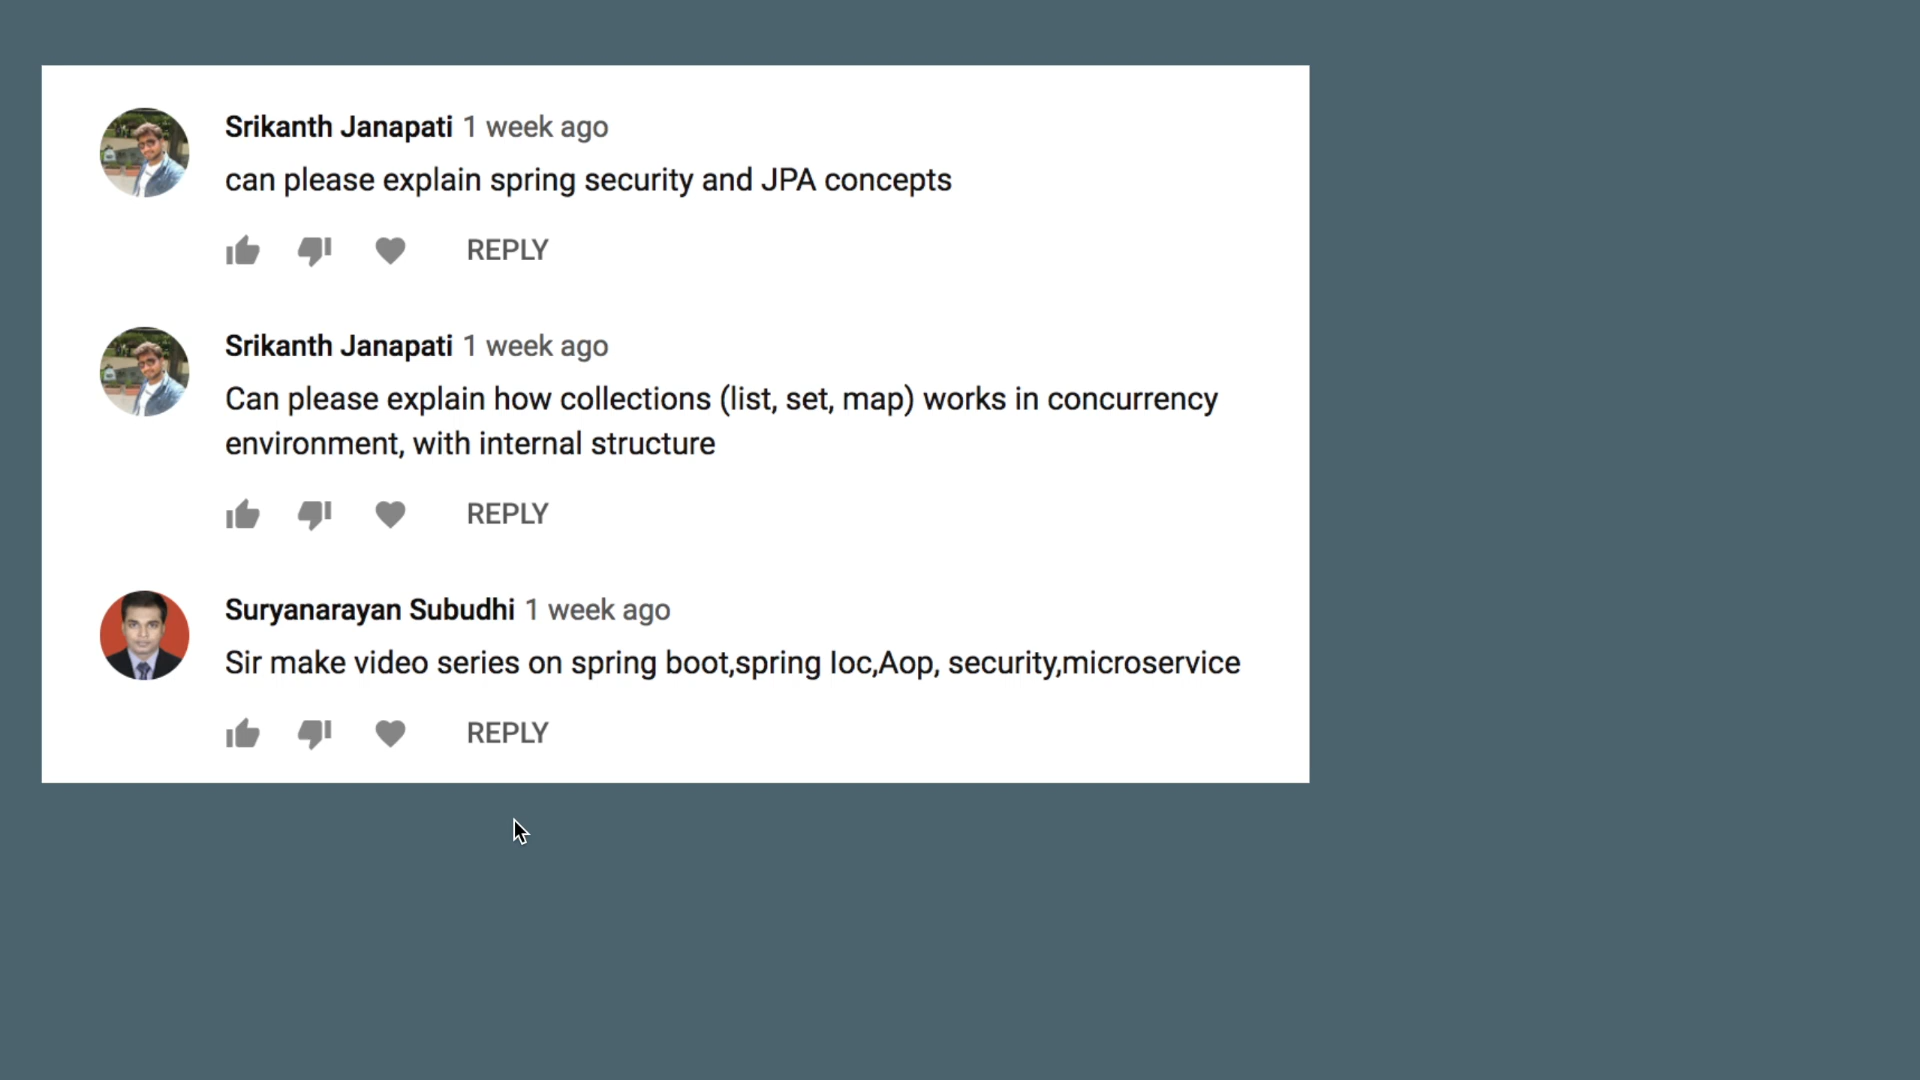 Srikanth Janapati 1 week ago
can please explain spring security and JPA concepts
REPLY
Srikanth Janapati 1 week ago
Can please explain how collections (list, set, map) works in concurrency
environment, with internal structure
REPLY
Suryanarayan Subudhi 1 week ago
Sir make video series on spring boot,spring Ioc,Aop, security,microservice
REPLY